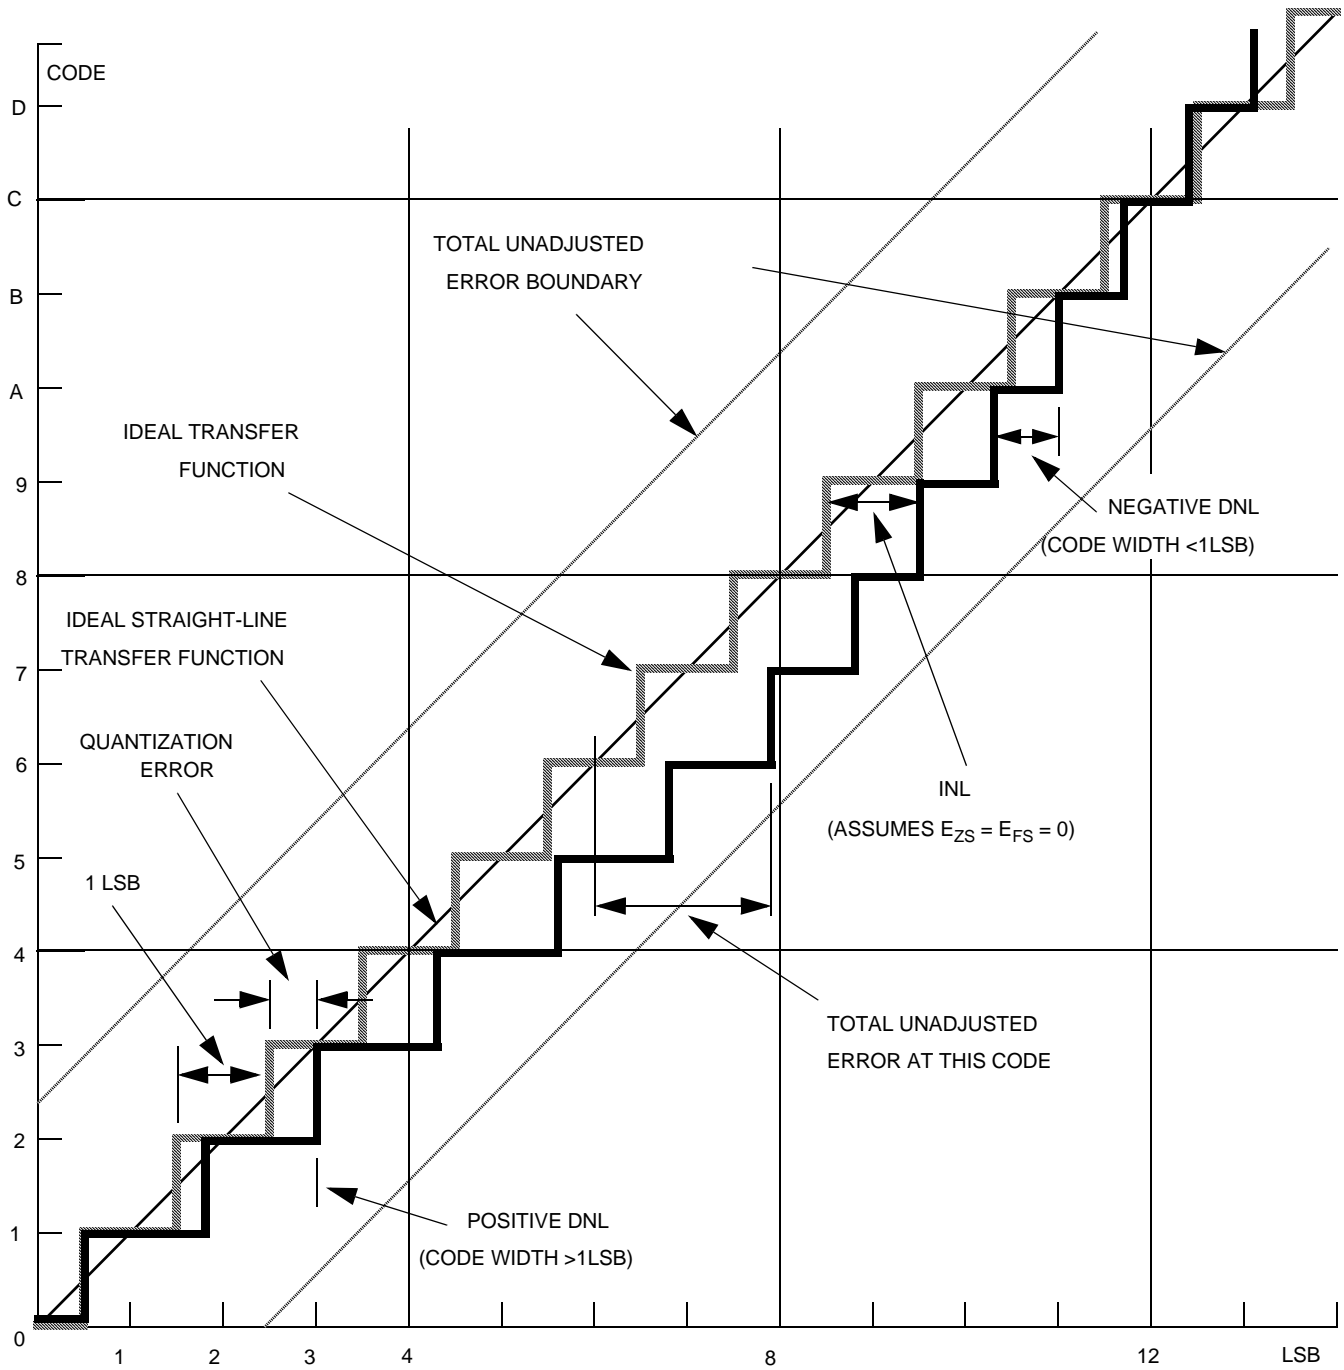 CODE
D
C
TOTAL UNADJUSTED
ERROR BOUNDARY
B
A
IDEAL TRANSFER
FUNCTION
9
NEGATIVE DNL
(CODE WIDTH <1LSB)
8
IDEAL STRAIGHT-LINE
TRANSFER FUNCTION
7
QUANTIZATION
ERROR
6
INL
(ASSUMES EZS = EFS = 0)
5
1 LSB
4
TOTAL UNADJUSTED
ERROR AT THIS CODE
3
2
POSITIVE DNL
(CODE WIDTH >1LSB)
1
0
1 2 3 4 8 12 LSB